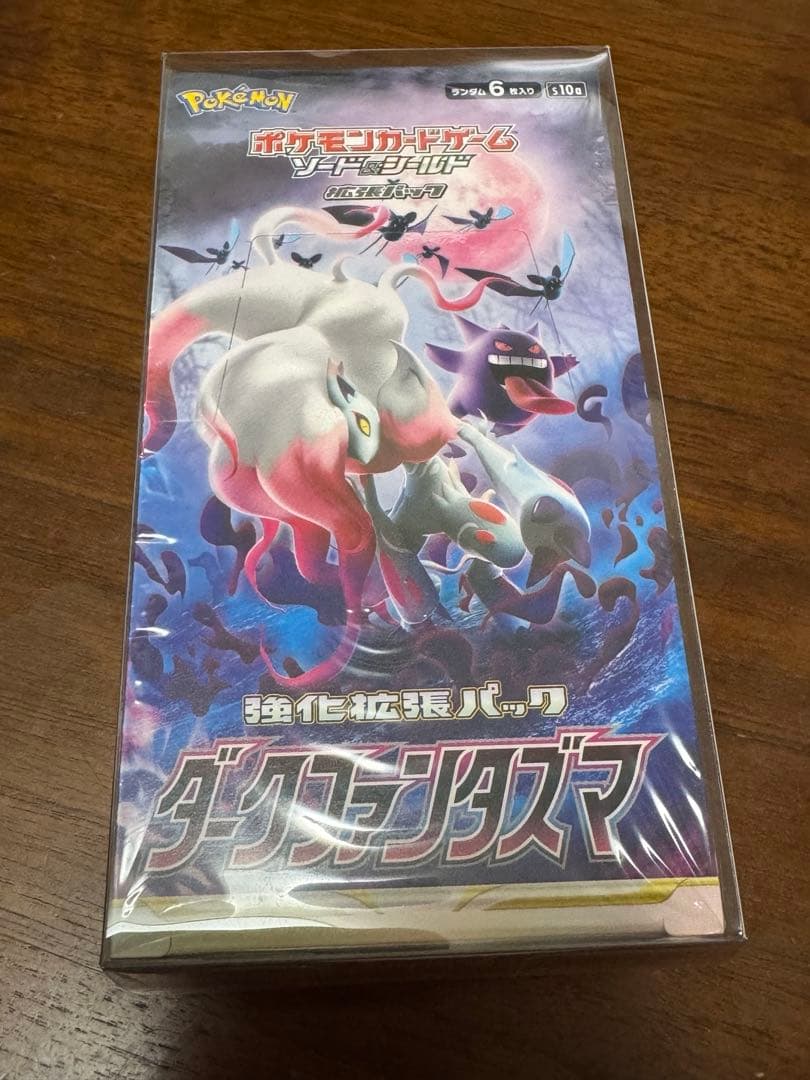 Pokémon
ランダム6枚入り s10a
ポケモンカードゲーム
ソード&シールド
拡張パック
強化拡張パック
ダークファンタズマ